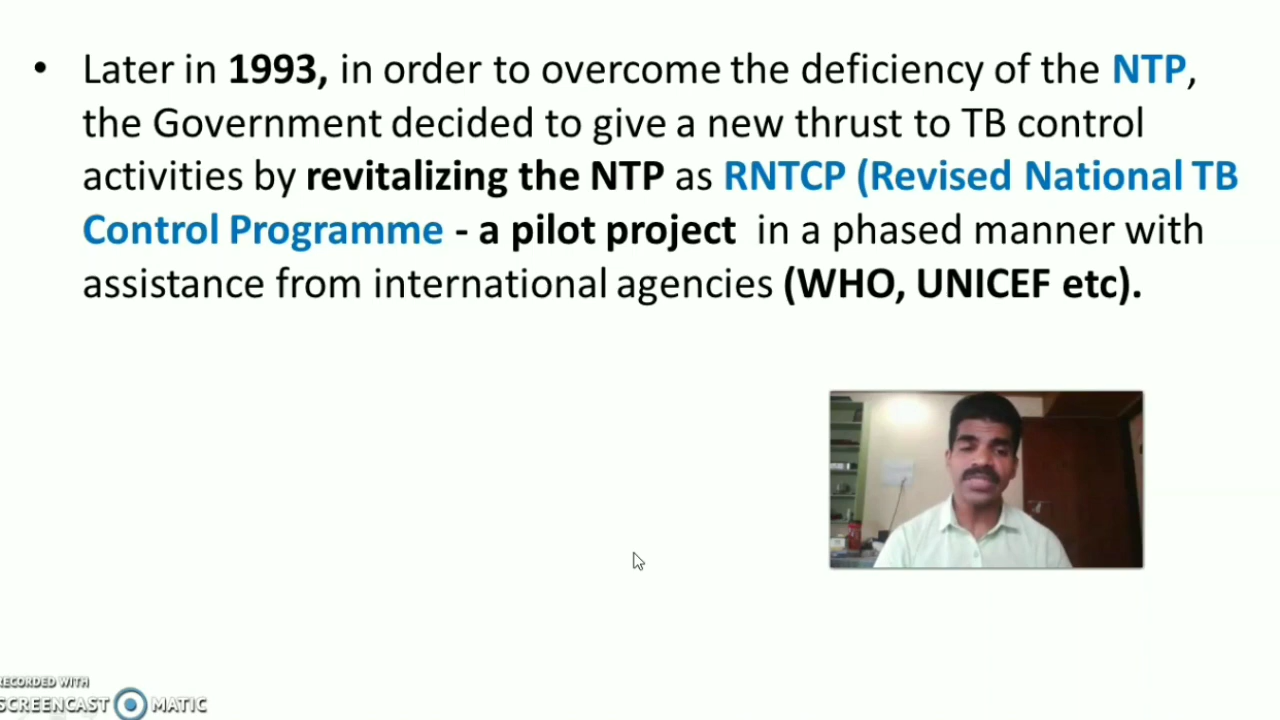 • Later in 1993, in order to overcome the deficiency of the NTP,
the Government decided to give a new thrust to TB control
activities by revitalizing the NTP as RNTCP (Revised National TB
Control Programme - a pilot project in a phased manner with
assistance from international agencies (WHO, UNICEF etc).
RECORDED WITH
SCREENCAST MATIC